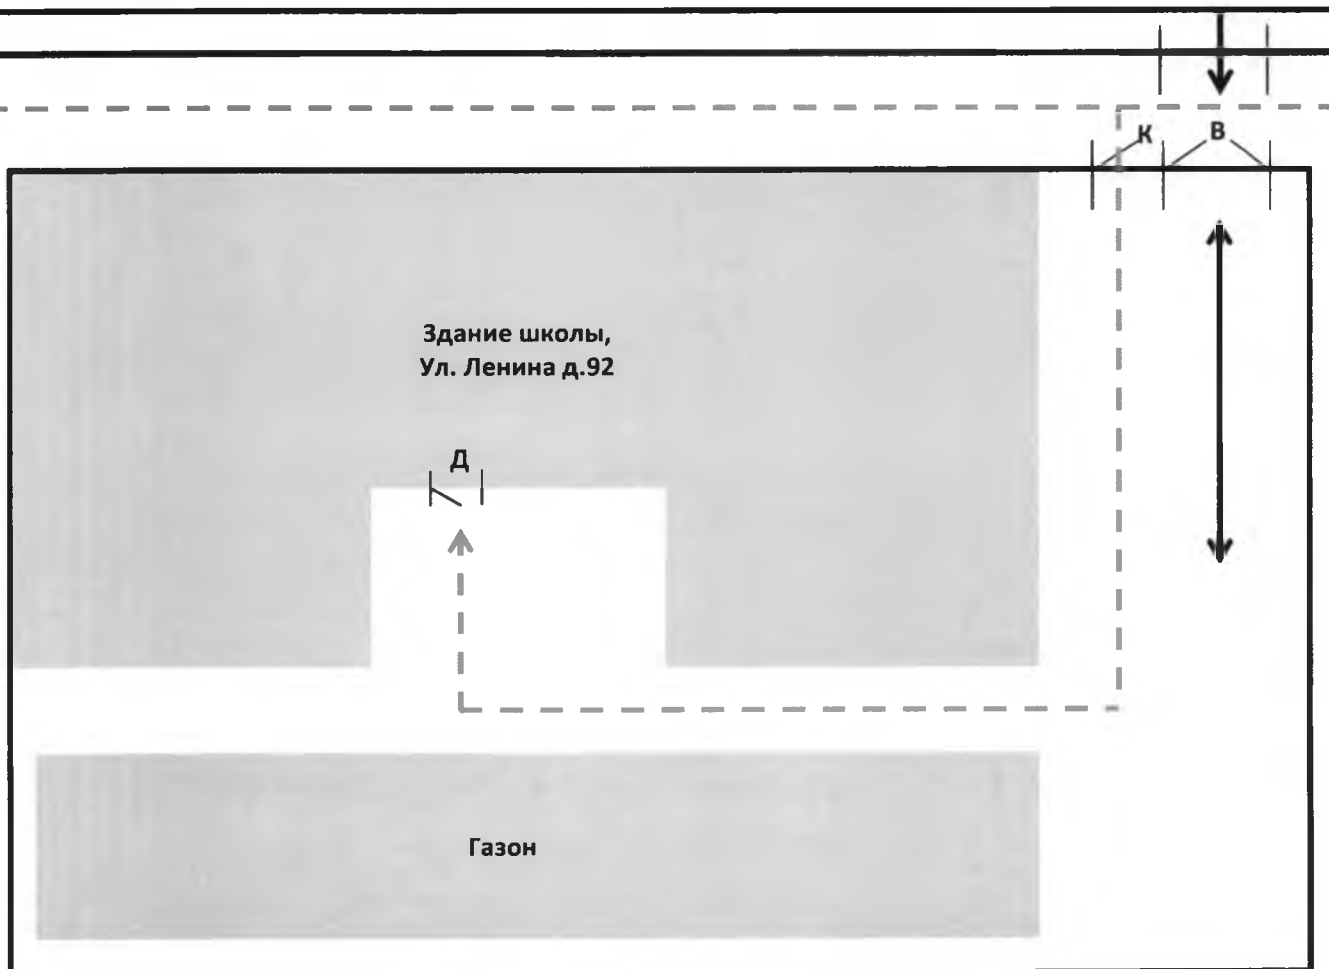 К
В
Здание школы,
Ул. Ленина д.92
Д
Газон